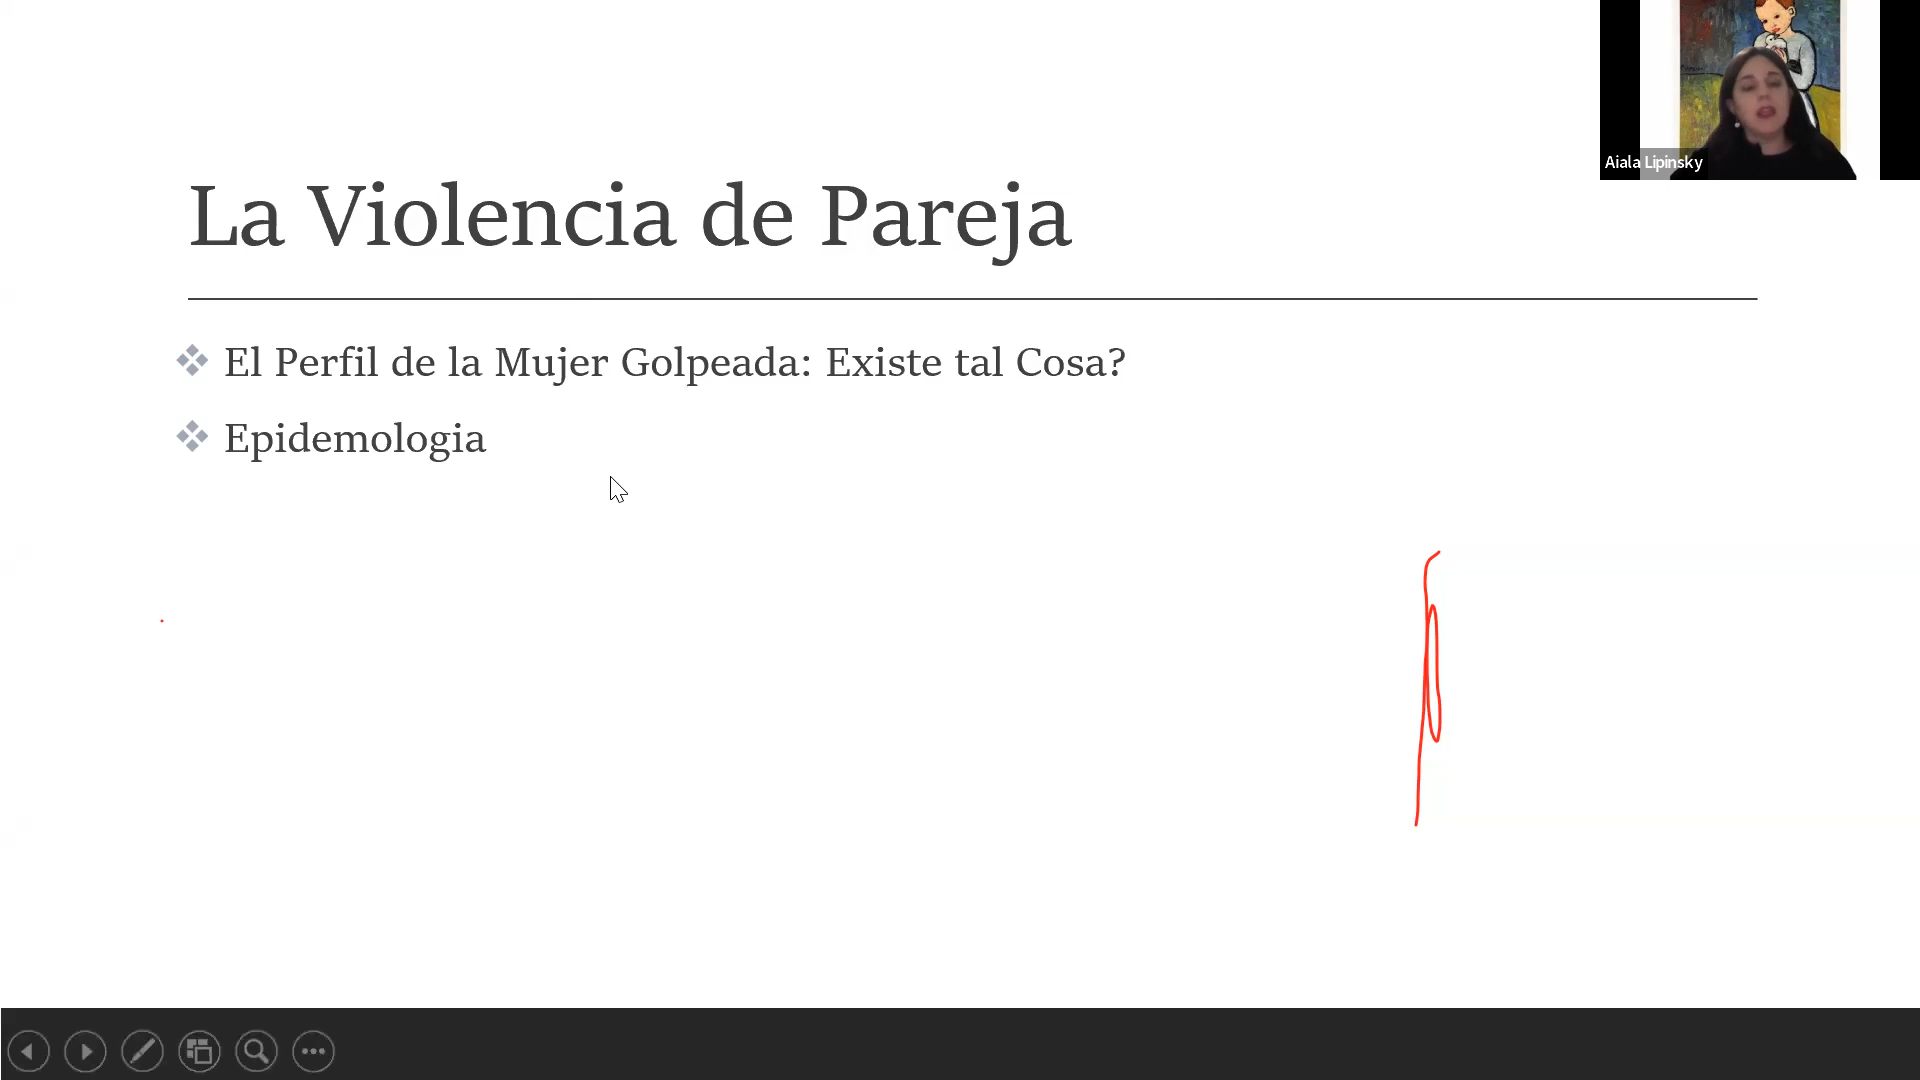 Aiala Lipinsky
La Violencia de Pareja
El Perfil de la Mujer Golpeada: Existe tal Cosa?
Epidemologia